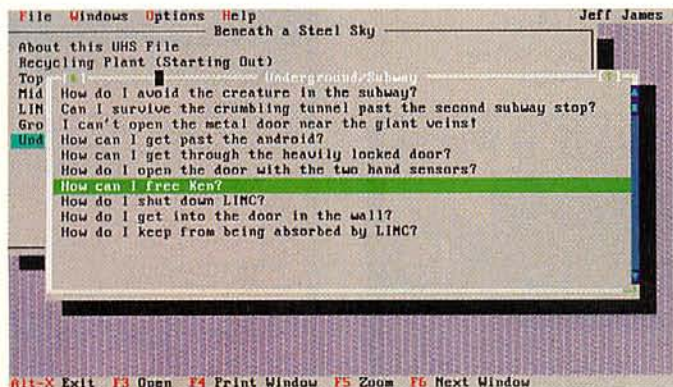 File Windows Options Help Jeff James
Beneath a Steel Sky
About this UHS File
Recycling Plant (Starting Out)
Top
Underground/Subway
Mid
How do I avoid the creature in the subway?
LIN
Can I survive the crumbling tunnel past the second subway stop?
Gro
I can't open the metal door near the giant veins!
Und
How can I get past the android?
How can I get through the heavily locked door?
How do I open the door with the two hand sensors?
How can I free Ken?
How do I shut down LINC?
How do I get into the door in the wall?
How do I keep from being absorbed by LINC?
Alt-X Exit F3 Open F4 Print Window F5 Zoom F6 Next Window